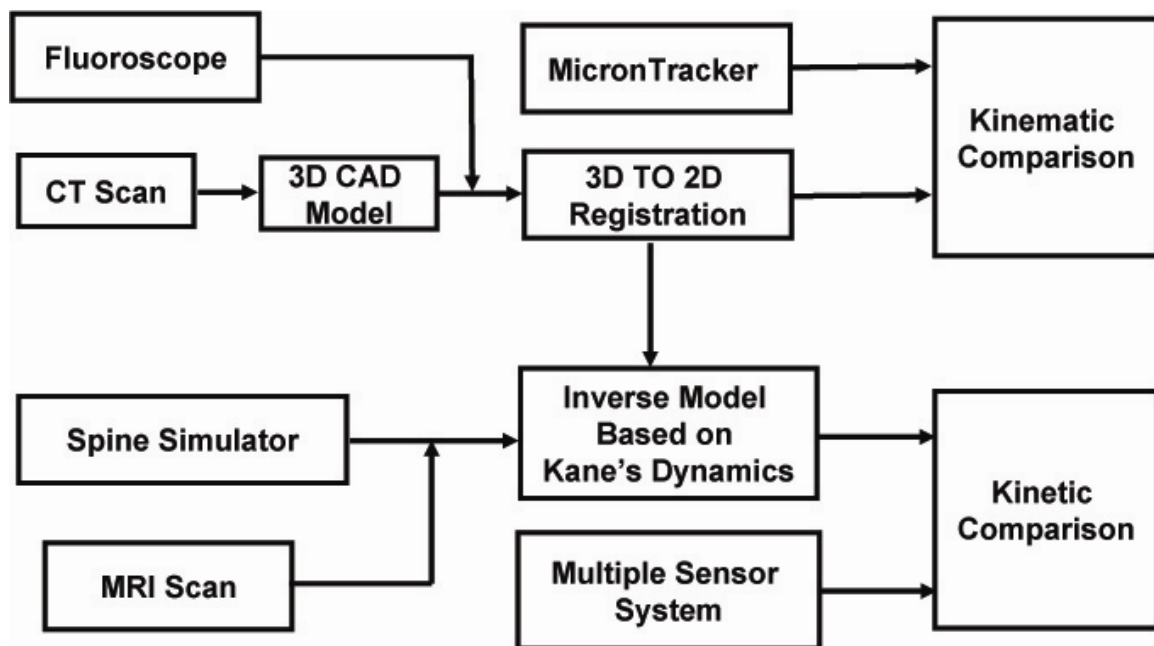 Fluoroscope
MicronTracker
Kinematic
Comparison
CT Scan
3D CAD
Model
3D TO 2D
Registration
Spine Simulator
Inverse Model
Based on
Kane's Dynamics
Kinetic
Comparison
MRI Scan
Multiple Sensor
System